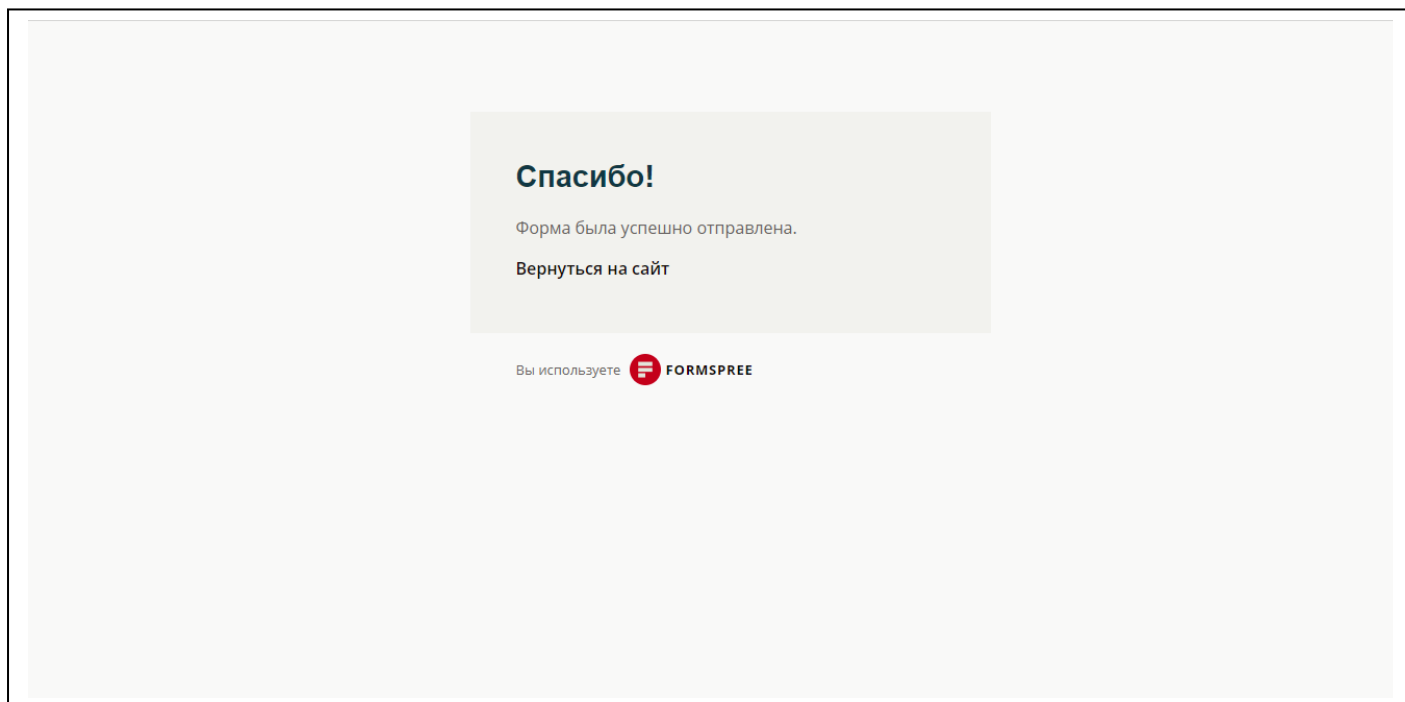 Спасибо!
Форма была успешно отправлена.
Вернуться на сайт
Вы используете FORMSPREE